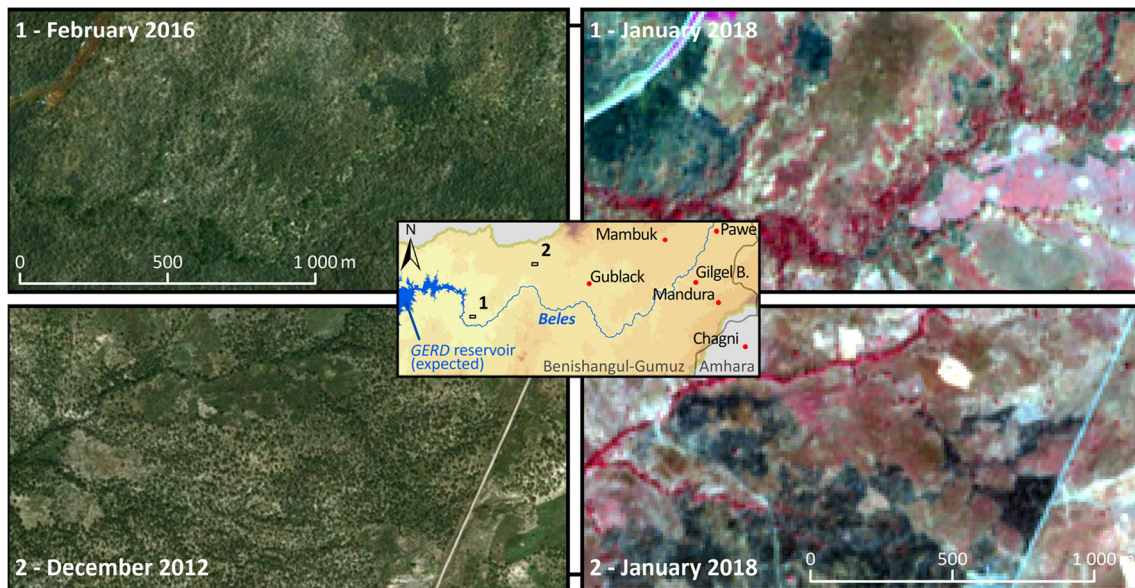 1 - February 2016
0 500 1 000 m
1 - January 2018
N
2
1
Mambuk
Pawe
Gublack
Gilgel B.
Mandura
Beles
Chagni
GERD reservoir
(expected)
Benishangul-Gumuz
Amhara
2 - December 2012
2 - January 2018
0 500 1 000 m